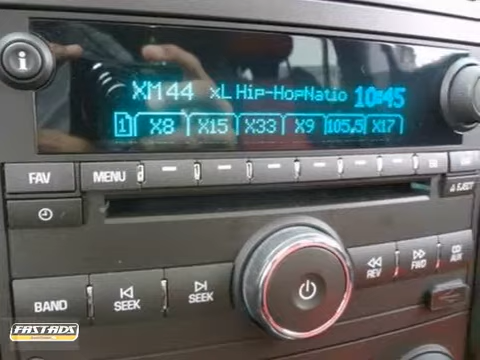 XM44 xL Hip-HopNatio 10:45
1 X8 X15 X33 X9 105.5 X17
FAV MENU EJECT
BAND SEEK SEEK REV FWD CD/AUX
FASTADS